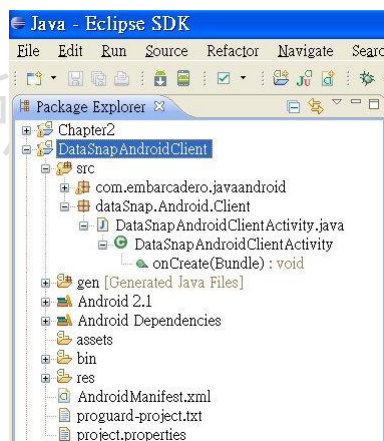 Java - Eclipse SDK
File Edit Run Source Refactor Navigate Searc
Package Explorer
Chapter2
DataSnapAndroidClient
src
com.embarcadero.javaandroid
dataSnap.Android.Client
DataSnapAndroidClientActivity.java
DataSnapAndroidClientActivity
onCreate(Bundle) : void
gen [Generated Java Files]
Android 2.1
Android Dependencies
assets
bin
res
AndroidManifest.xml
proguard-project.txt
project.properties